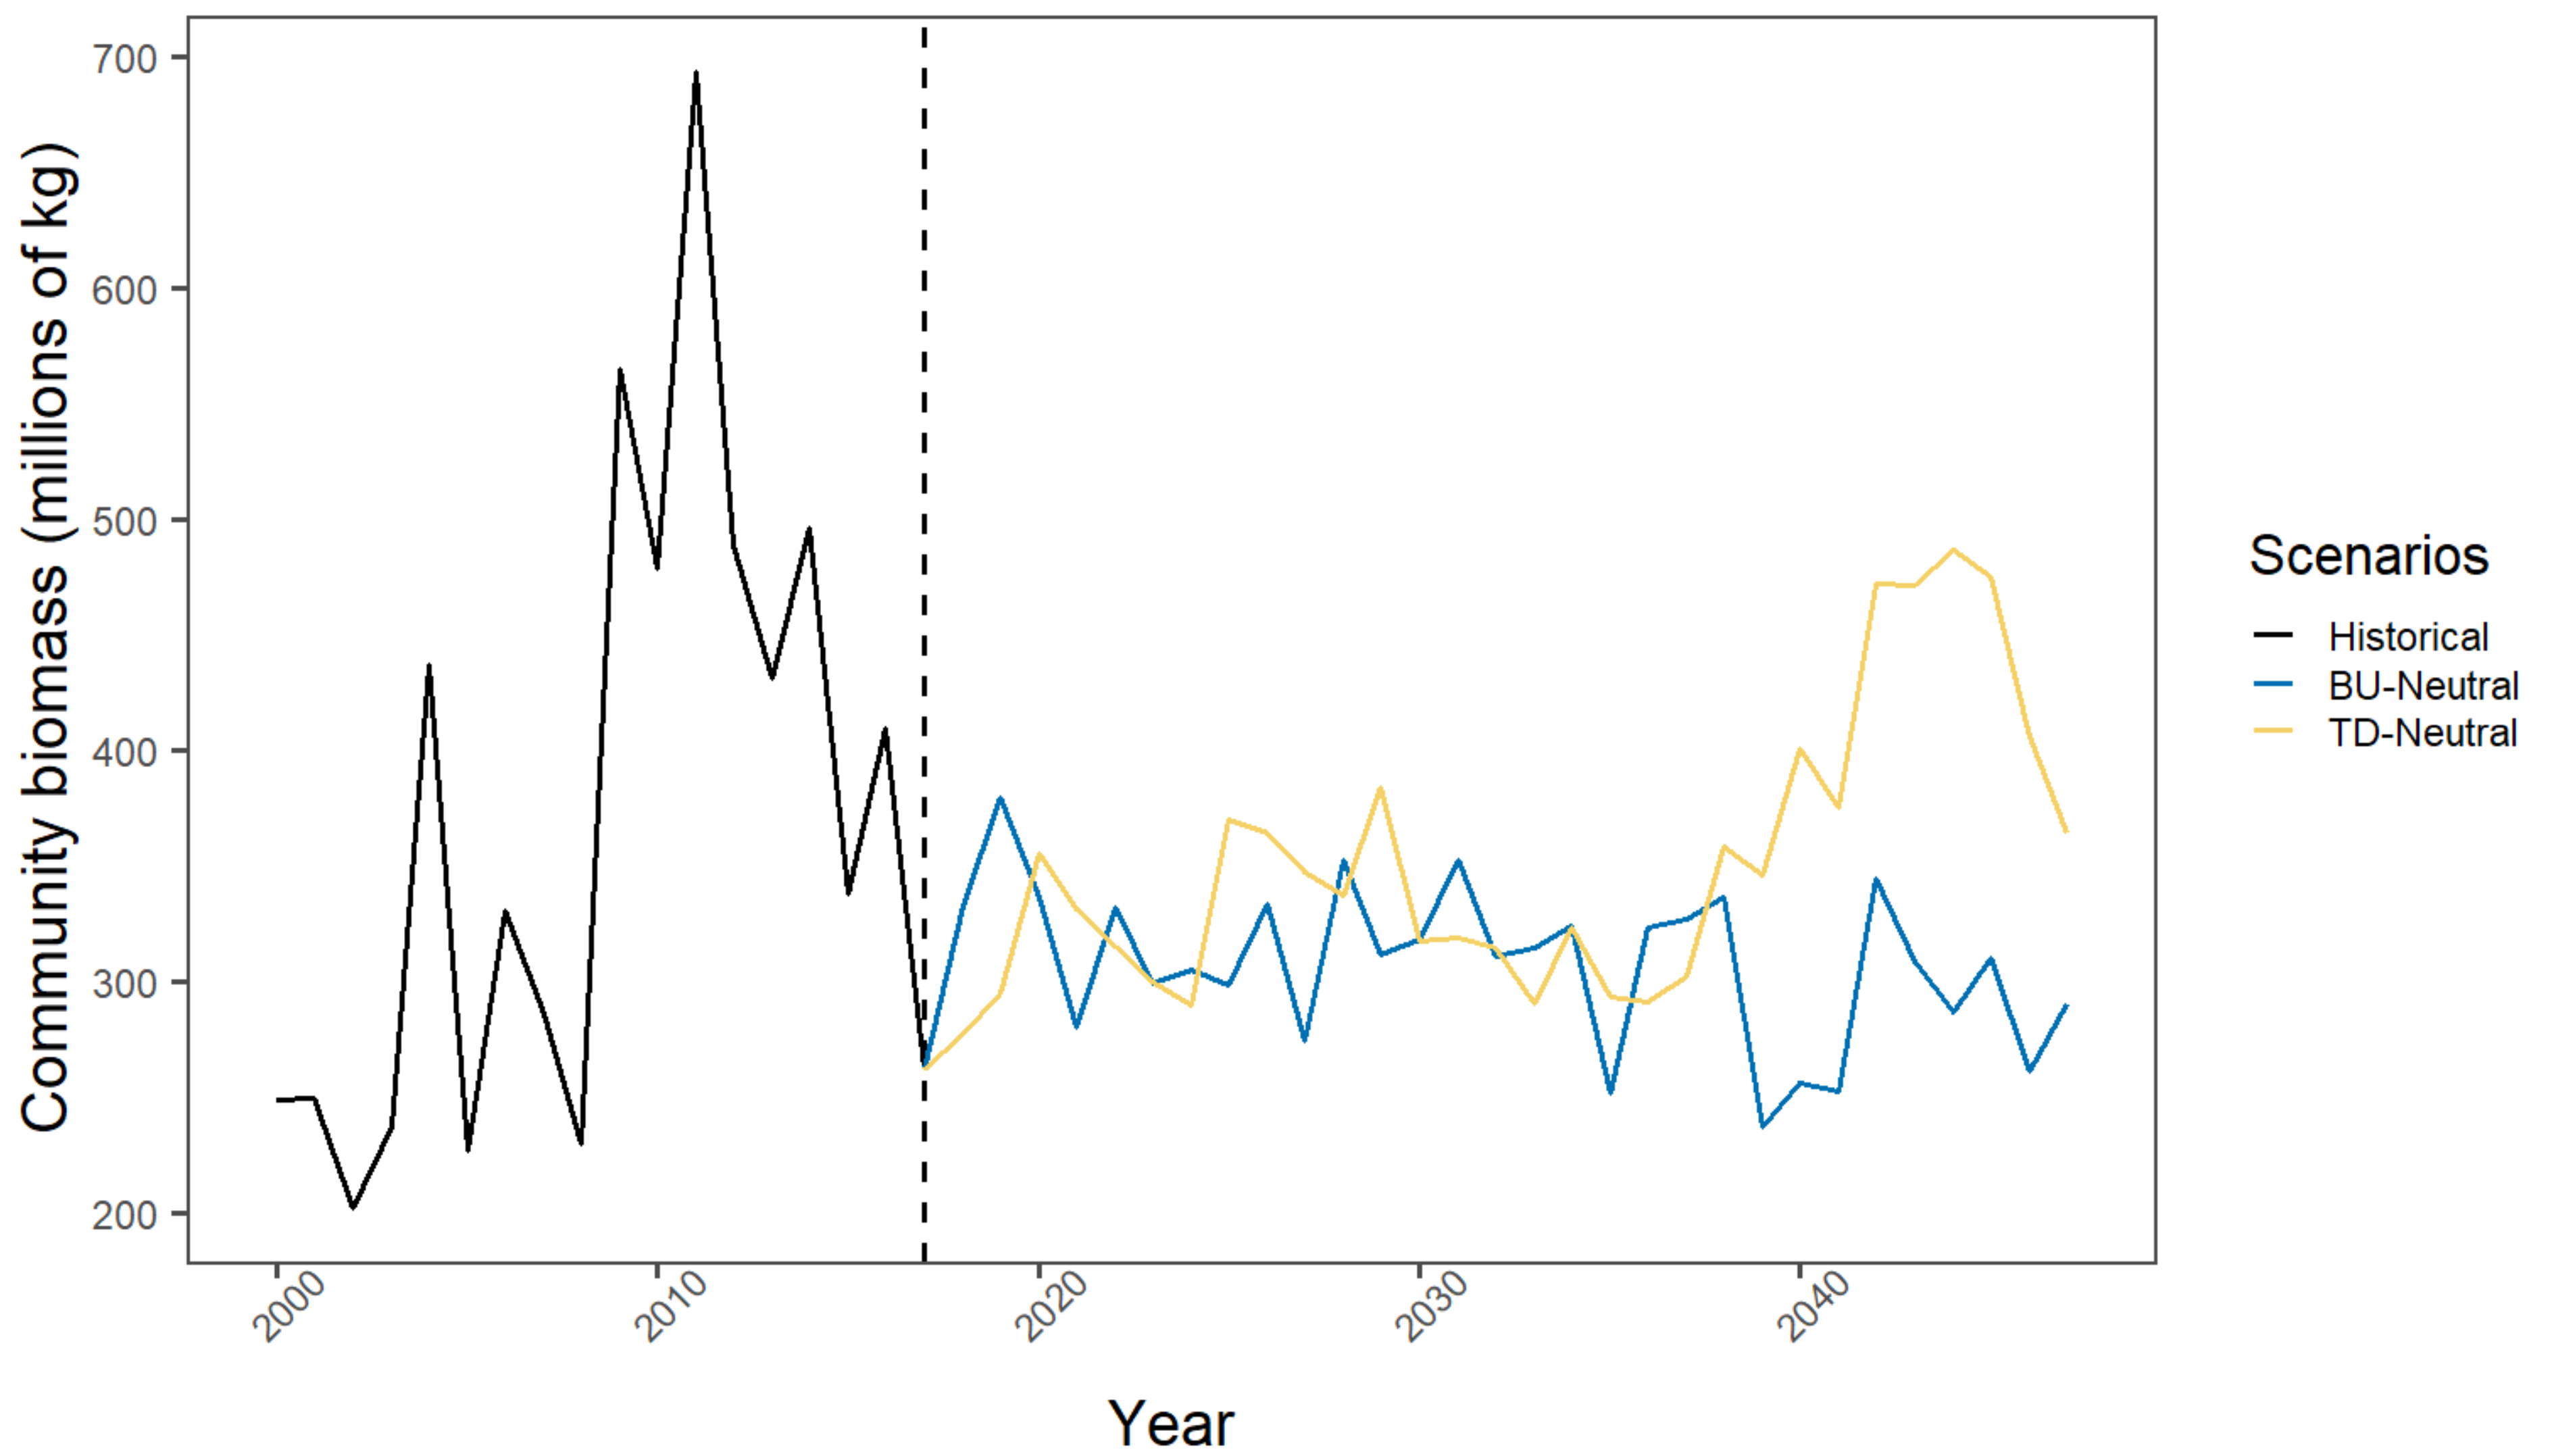 Community biomass (millions of kg)
700
600
500
400
300
200
2000
2010
2020
2030
2040
Year
Scenarios
Historical
BU-Neutral
TD-Neutral